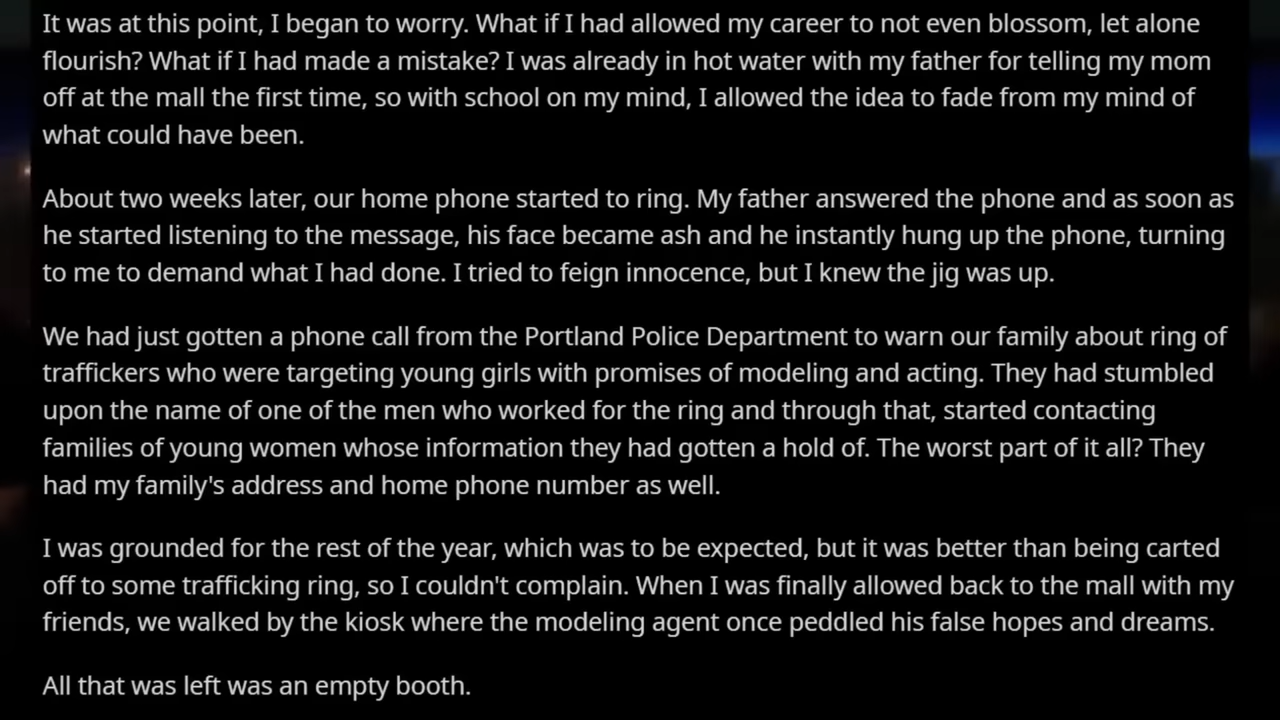 It was at this point, I began to worry. What if I had allowed my career to not even blossom, let alone
flourish? What if I had made a mistake? I was already in hot water with my father for telling my mom
off at the mall the first time, so with school on my mind, I allowed the idea to fade from my mind of
what could have been.
About two weeks later, our home phone started to ring. My father answered the phone and as soon as
he started listening to the message, his face became ash and he instantly hung up the phone, turning
to me to demand what I had done. I tried to feign innocence, but I knew the jig was up.
We had just gotten a phone call from the Portland Police Department to warn our family about ring of
traffickers who were targeting young girls with promises of modeling and acting. They had stumbled
upon the name of one of the men who worked for the ring and through that, started contacting
families of young women whose information they had gotten a hold of. The worst part of it all? They
had my family's address and home phone number as well.
I was grounded for the rest of the year, which was to be expected, but it was better than being carted
off to some trafficking ring, so I couldn't complain. When I was finally allowed back to the mall with my
friends, we walked by the kiosk where the modeling agent once peddled his false hopes and dreams.
All that was left was an empty booth.